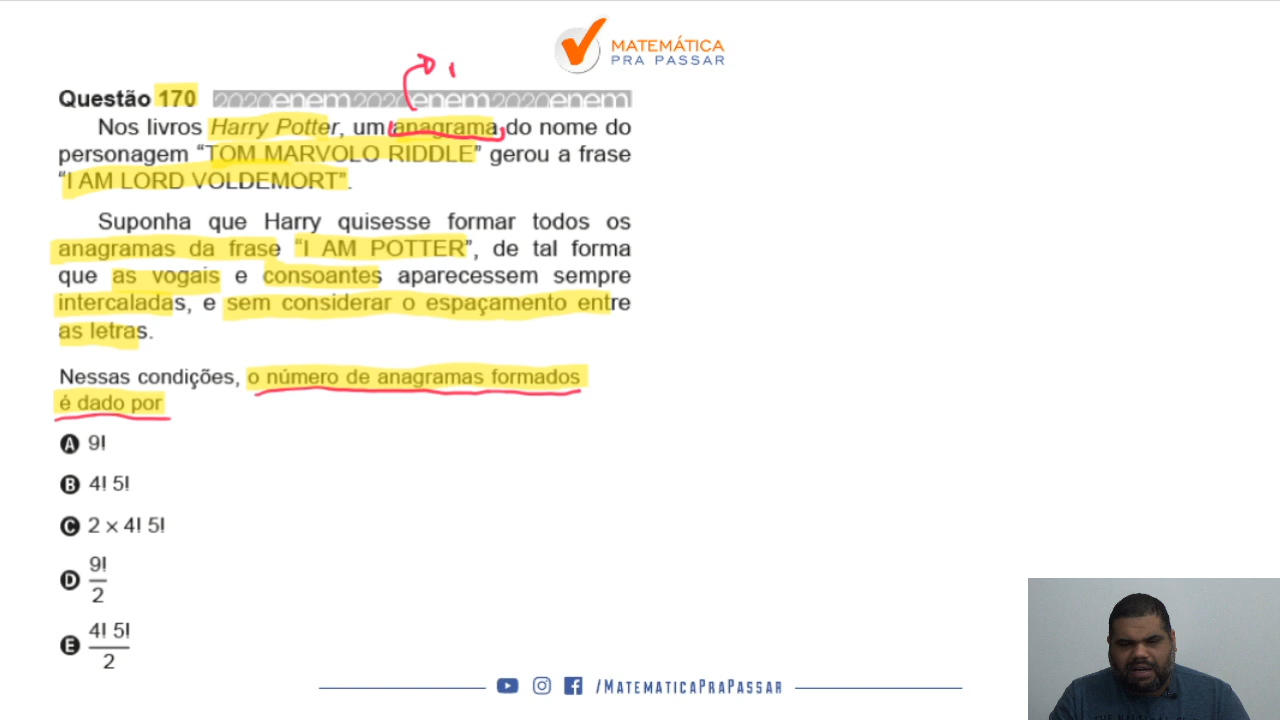 MATEMÁTICA
PRA PASSAR
Questão 170 2020enem2020enem2020enem
Nos livros Harry Potter, um anagrama do nome do
personagem “TOM MARVOLO RIDDLE” gerou a frase
“I AM LORD VOLDEMORT”.
Suponha que Harry quisesse formar todos os
anagramas da frase “I AM POTTER”, de tal forma
que as vogais e consoantes aparecessem sempre
intercaladas, e sem considerar o espaçamento entre
as letras.
Nessas condições, o número de anagramas formados
é dado por
A 9!
B 4! 5!
C 2 × 4! 5!
D 9!
2
E 4! 5!
2
/MATEMATICAPRAPASSAR